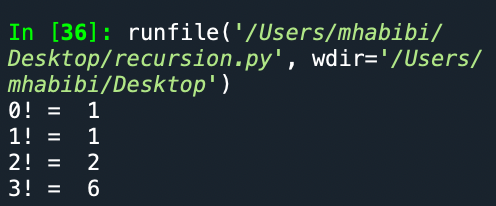 In [36]: runfile('/Users/mhabibi/
Desktop/recursion.py', wdir='/Users/
mhabibi/Desktop')
0! =  1
1! =  1
2! =  2
3! =  6